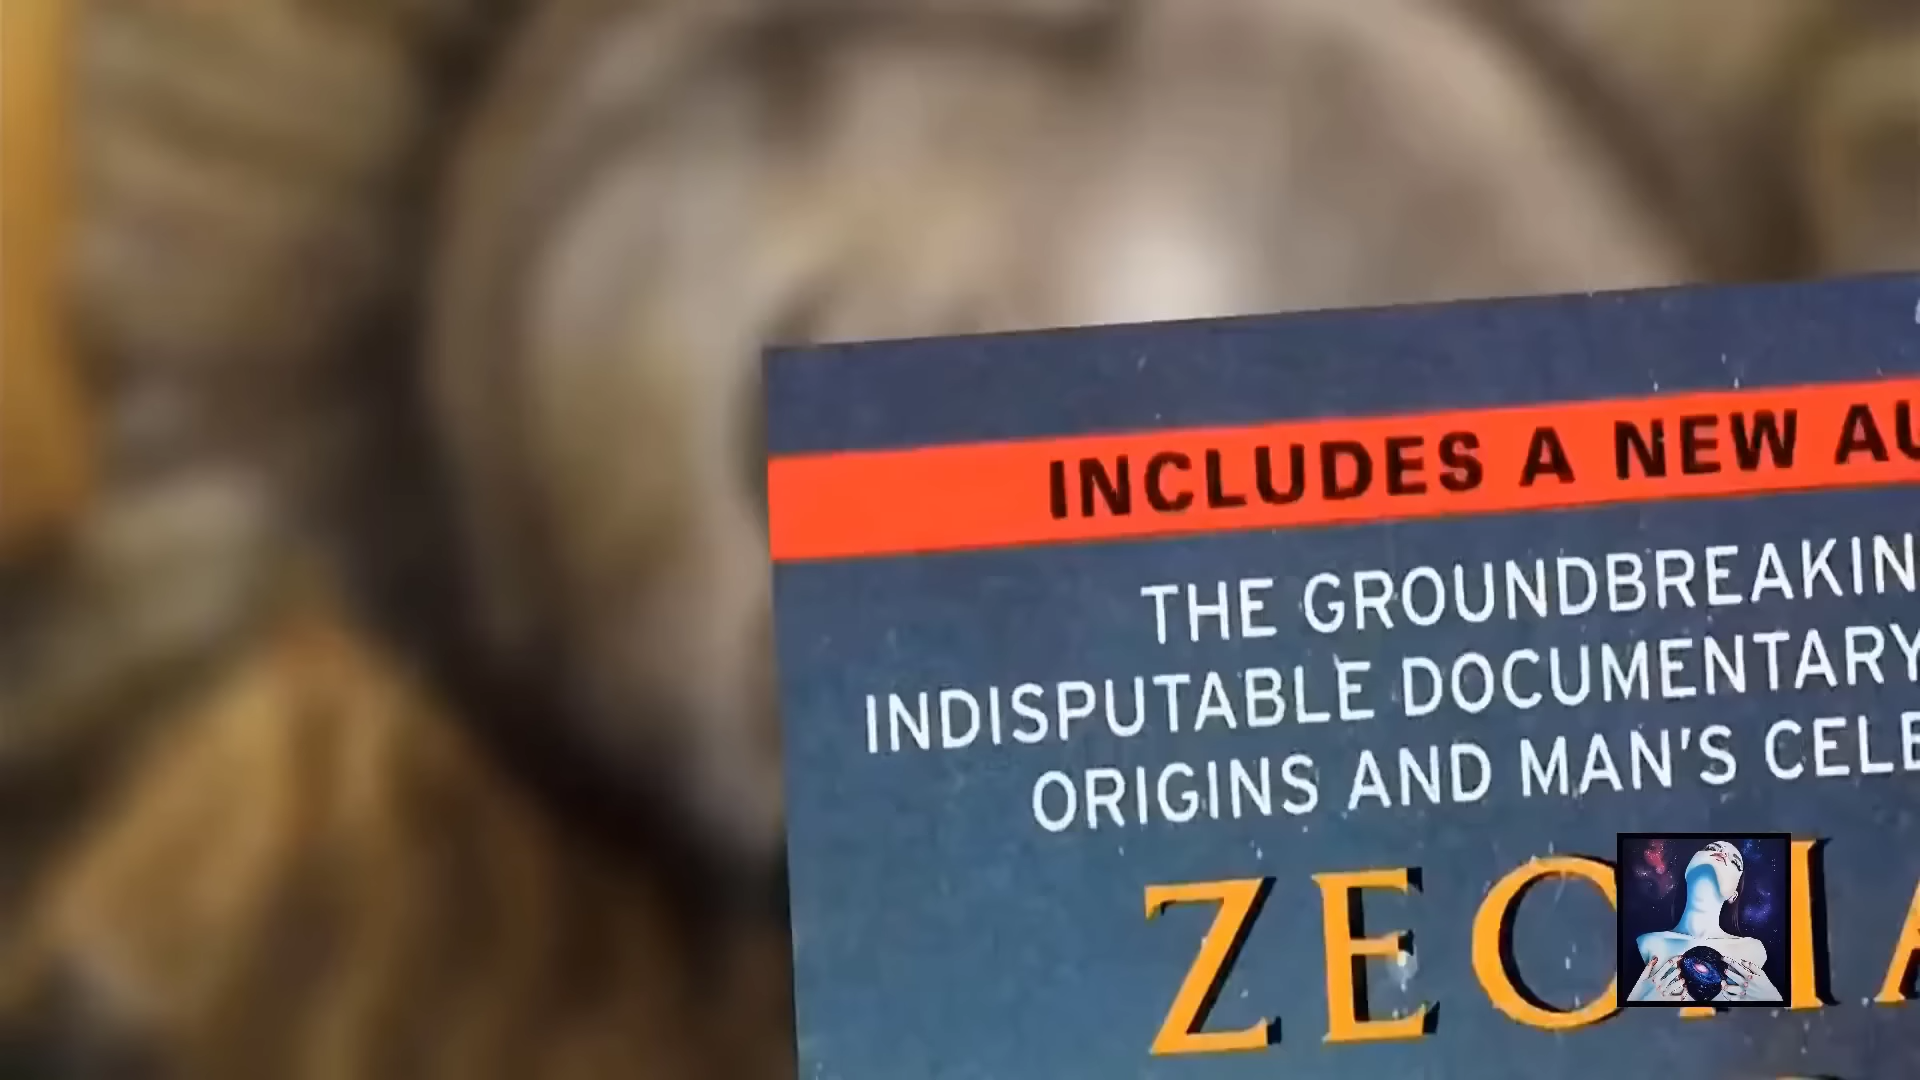 INCLUDES A NEW AU
THE GROUNDBREAKIN
INDISPUTABLE DOCUMENTARY
ORIGINS AND MAN'S CELE
ZEC